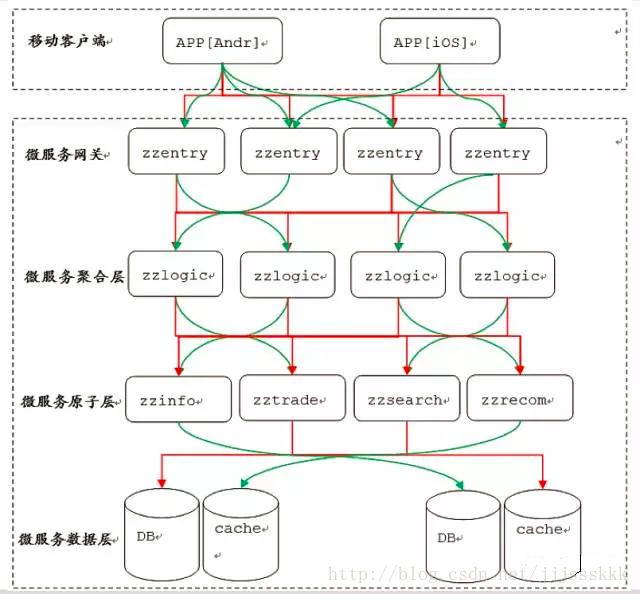 移动客户端 APP[Andr] APP[iOS]
微服务网关 zzentry zzentry zzentry zzentry
微服务聚合层 zzlogic zzlogic zzlogic zzlogic
微服务原子层 zzinfo zztrade zzsearch zzrecom
微服务数据层 DB cache DB cache
http://blog.csdn.net/jjjssskkk